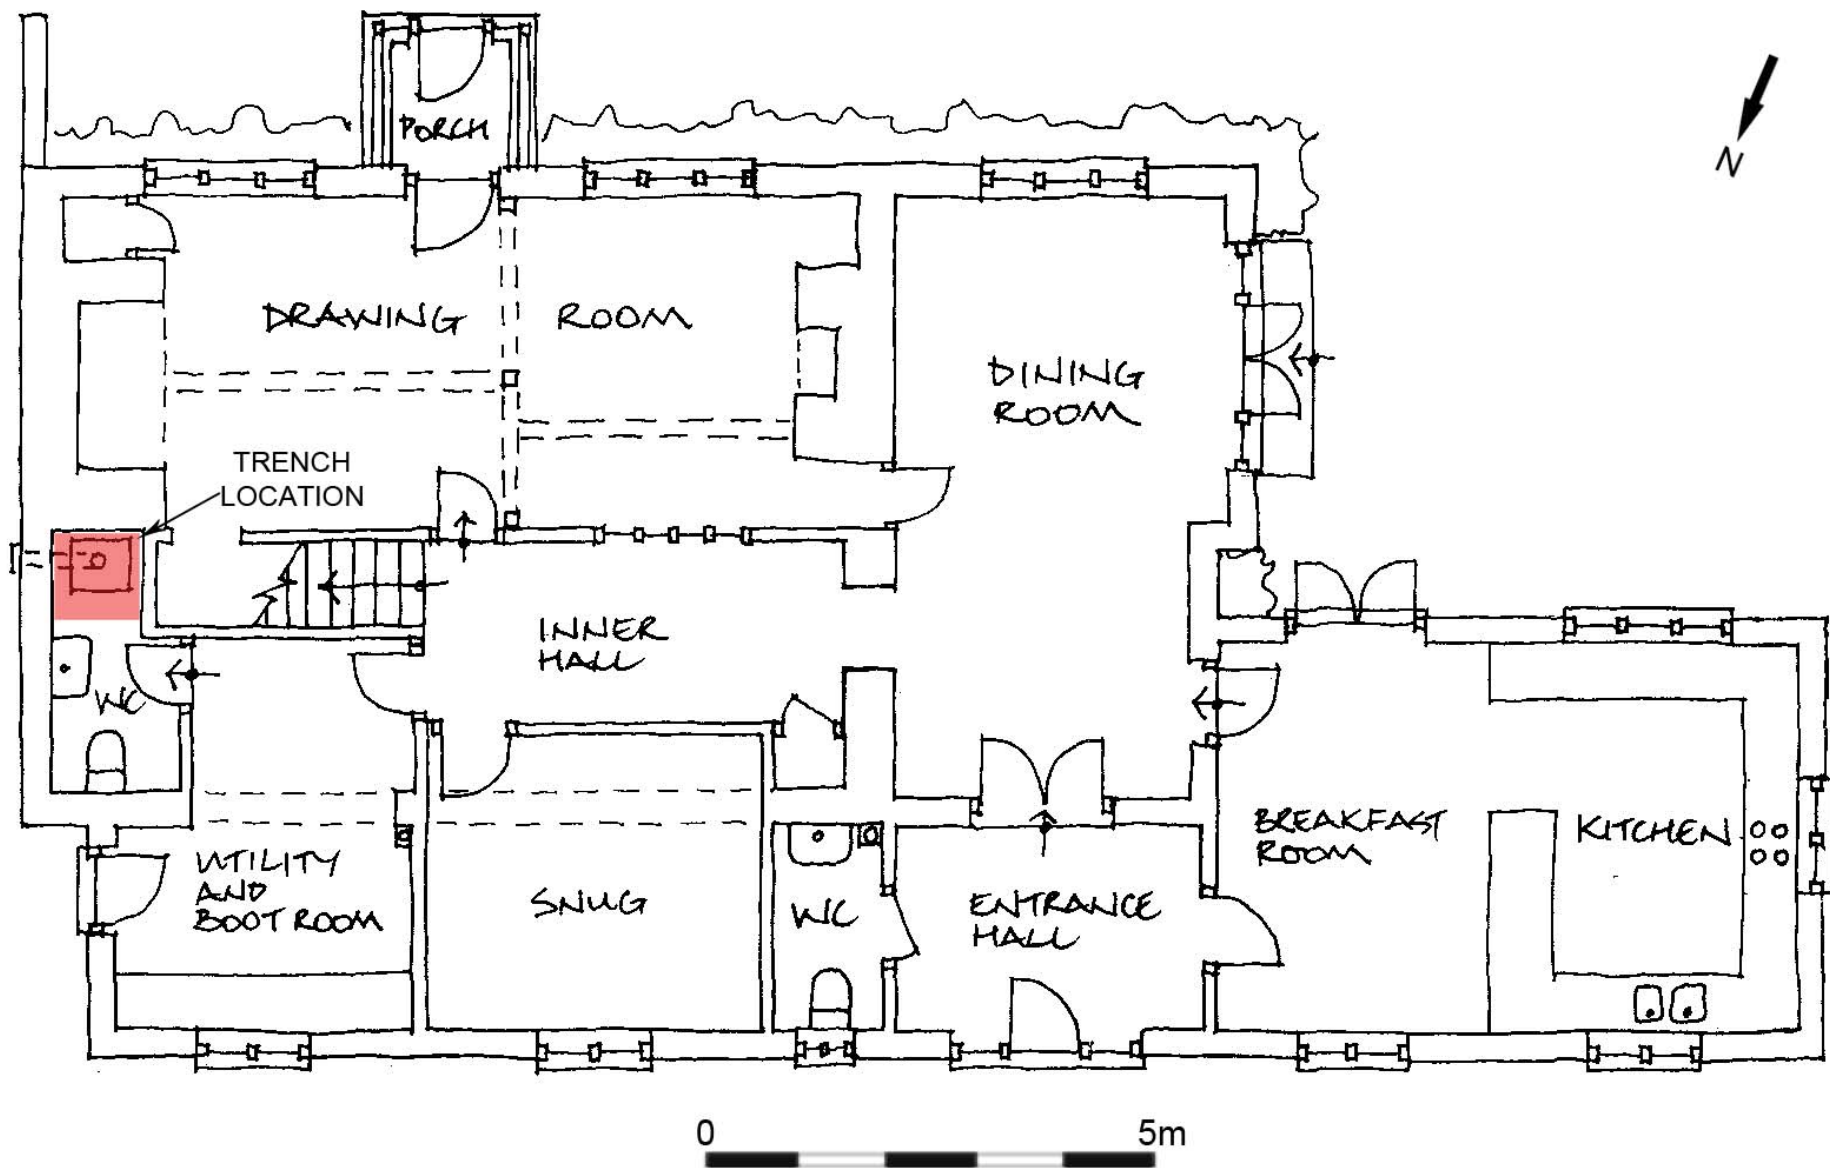 PORCH
N
DRAWING ROOM
DINING
ROOM
TRENCH
LOCATION
INNER
HALL
WC
BREAKFAST
ROOM
KITCHEN
UTILITY
AND
BOOT ROOM
SNUG
WC
ENTRANCE
HALL
0 5m